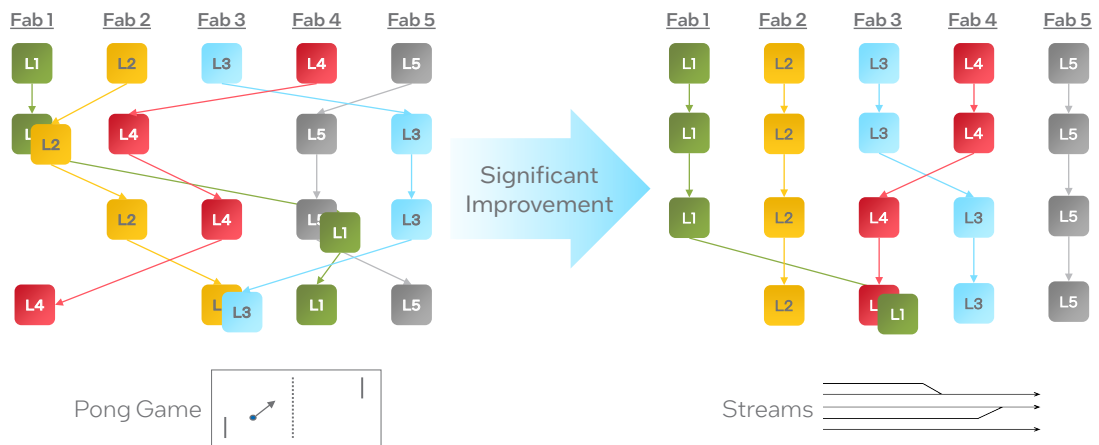 Fab 1 Fab 2 Fab 3 Fab 4 Fab 5
L1 L2 L3 L4 L5
L L2 L4 L5 L3
L2 L4 L5 L1 L3
L4 L L3 L1 L5
Pong Game
Significant
Improvement
Fab 1 Fab 2 Fab 3 Fab 4 Fab 5
L1 L2 L3 L4 L5
L1 L2 L3 L4 L5
L1 L2 L4 L3 L5
L2 L L1 L3 L5
Streams